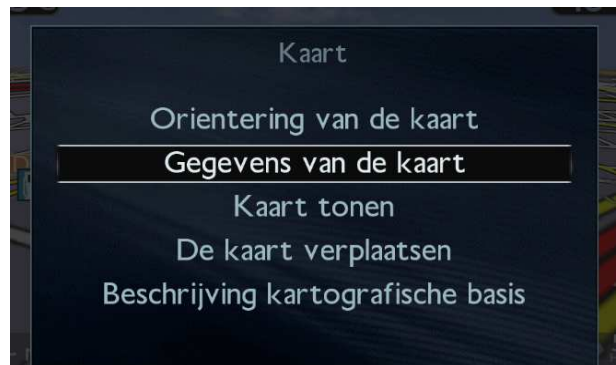 Kaart
Orientering van de kaart
Gegevens van de kaart
Kaart tonen
De kaart verplaatsen
Beschrijving kartografische basis